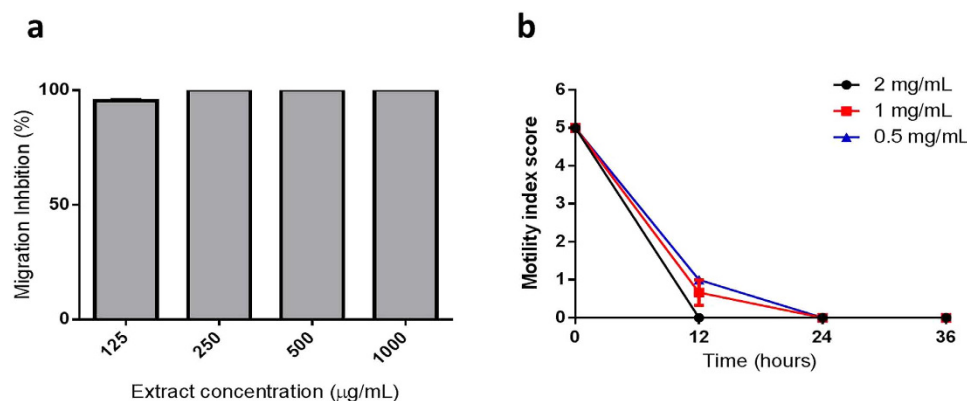 a
Migration Inhbition (%)
100
50
0
125
250
500
1000
Extract concentration (μg/mL)
b
2 mg/mL
1 mg/mL
0.5 mg/mL
Motility index score
6
5
4
3
2
1
0
0
12
24
36
Time (hours)